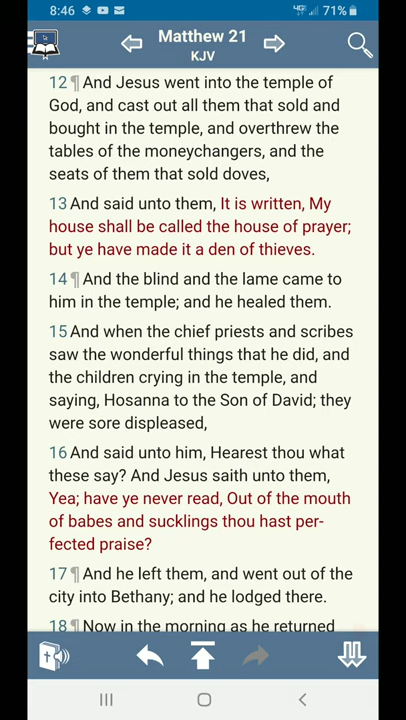 8:46 71%
Matthew 21
KJV
12 ¶ And Jesus went into the temple of
God, and cast out all them that sold and
bought in the temple, and overthrew the
tables of the moneychangers, and the
seats of them that sold doves,
13 And said unto them, It is written, My
house shall be called the house of prayer;
but ye have made it a den of thieves.
14 ¶ And the blind and the lame came to
him in the temple; and he healed them.
15 And when the chief priests and scribes
saw the wonderful things that he did, and
the children crying in the temple, and
saying, Hosanna to the Son of David; they
were sore displeased,
16 And said unto him, Hearest thou what
these say? And Jesus saith unto them,
Yea; have ye never read, Out of the mouth
of babes and sucklings thou hast per-
fected praise?
17 ¶ And he left them, and went out of the
city into Bethany; and he lodged there.
18 Now in the morning as he returned